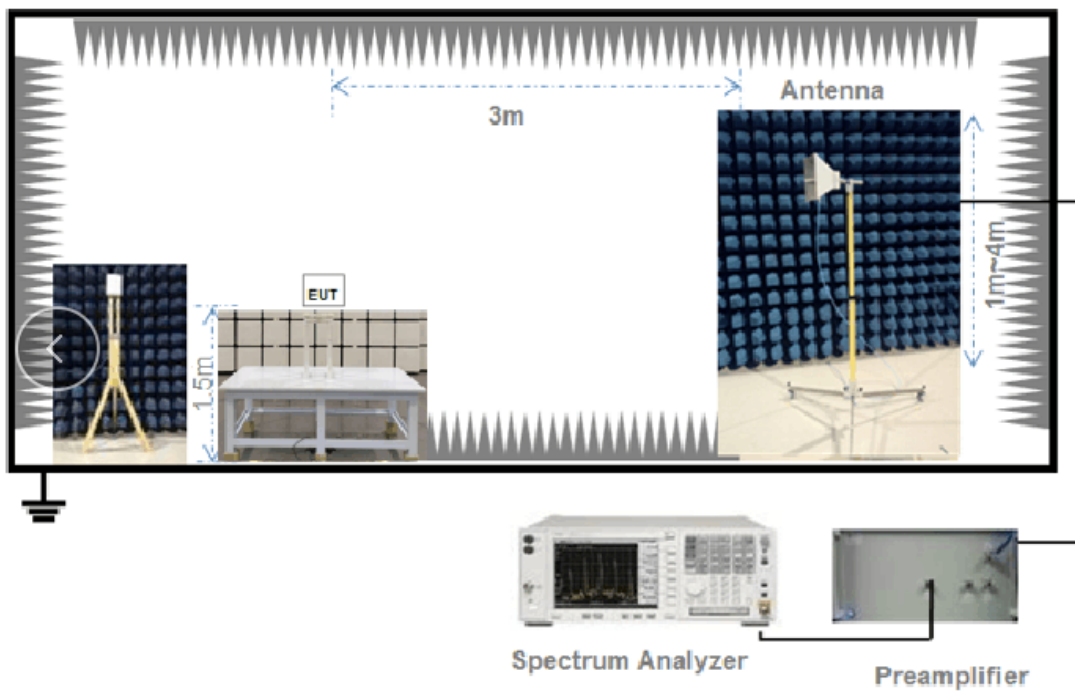 Antenna
3m
1m~4m
EUT
1.5m
Spectrum Analyzer
Preamplifier